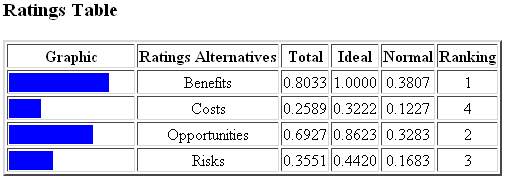 Ratings Table
Graphic Ratings Alternatives Total Ideal Normal Ranking
Benefits 0.8033 1.0000 0.3807 1
Costs 0.2589 0.3222 0.1227 4
Opportunities 0.6927 0.8623 0.3283 2
Risks 0.3551 0.4420 0.1683 3